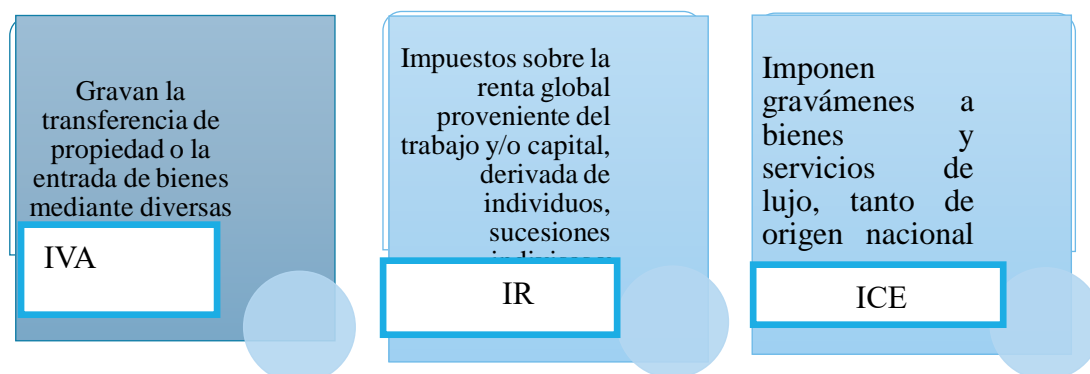 Gravan la
transferencia de
propiedad o la
entrada de bienes
mediante diversas
IVA
Impuestos sobre la
renta global
proveniente del
trabajo y/o capital,
derivada de
individuos,
sucesiones
IR
Imponen
gravámenes a
bienes y
servicios de
lujo, tanto de
origen nacional
ICE